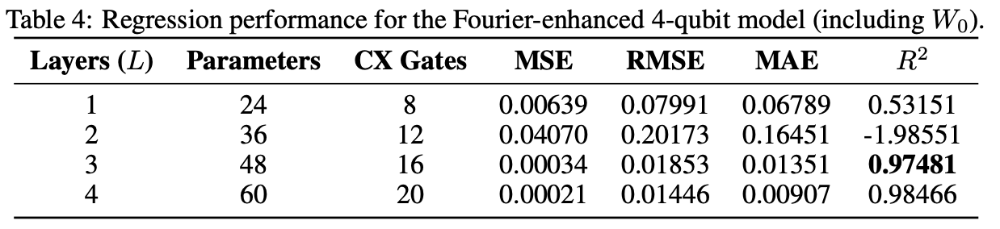 Table 4: Regression performance for the Fourier-enhanced 4-qubit model (including W₀).
Layers (L) Parameters CX Gates MSE RMSE MAE R²
1 24 8 0.00639 0.07991 0.06789 0.53151
2 36 12 0.04070 0.20173 0.16451 -1.98551
3 48 16 0.00034 0.01853 0.01351 0.97481
4 60 20 0.00021 0.01446 0.00907 0.98466